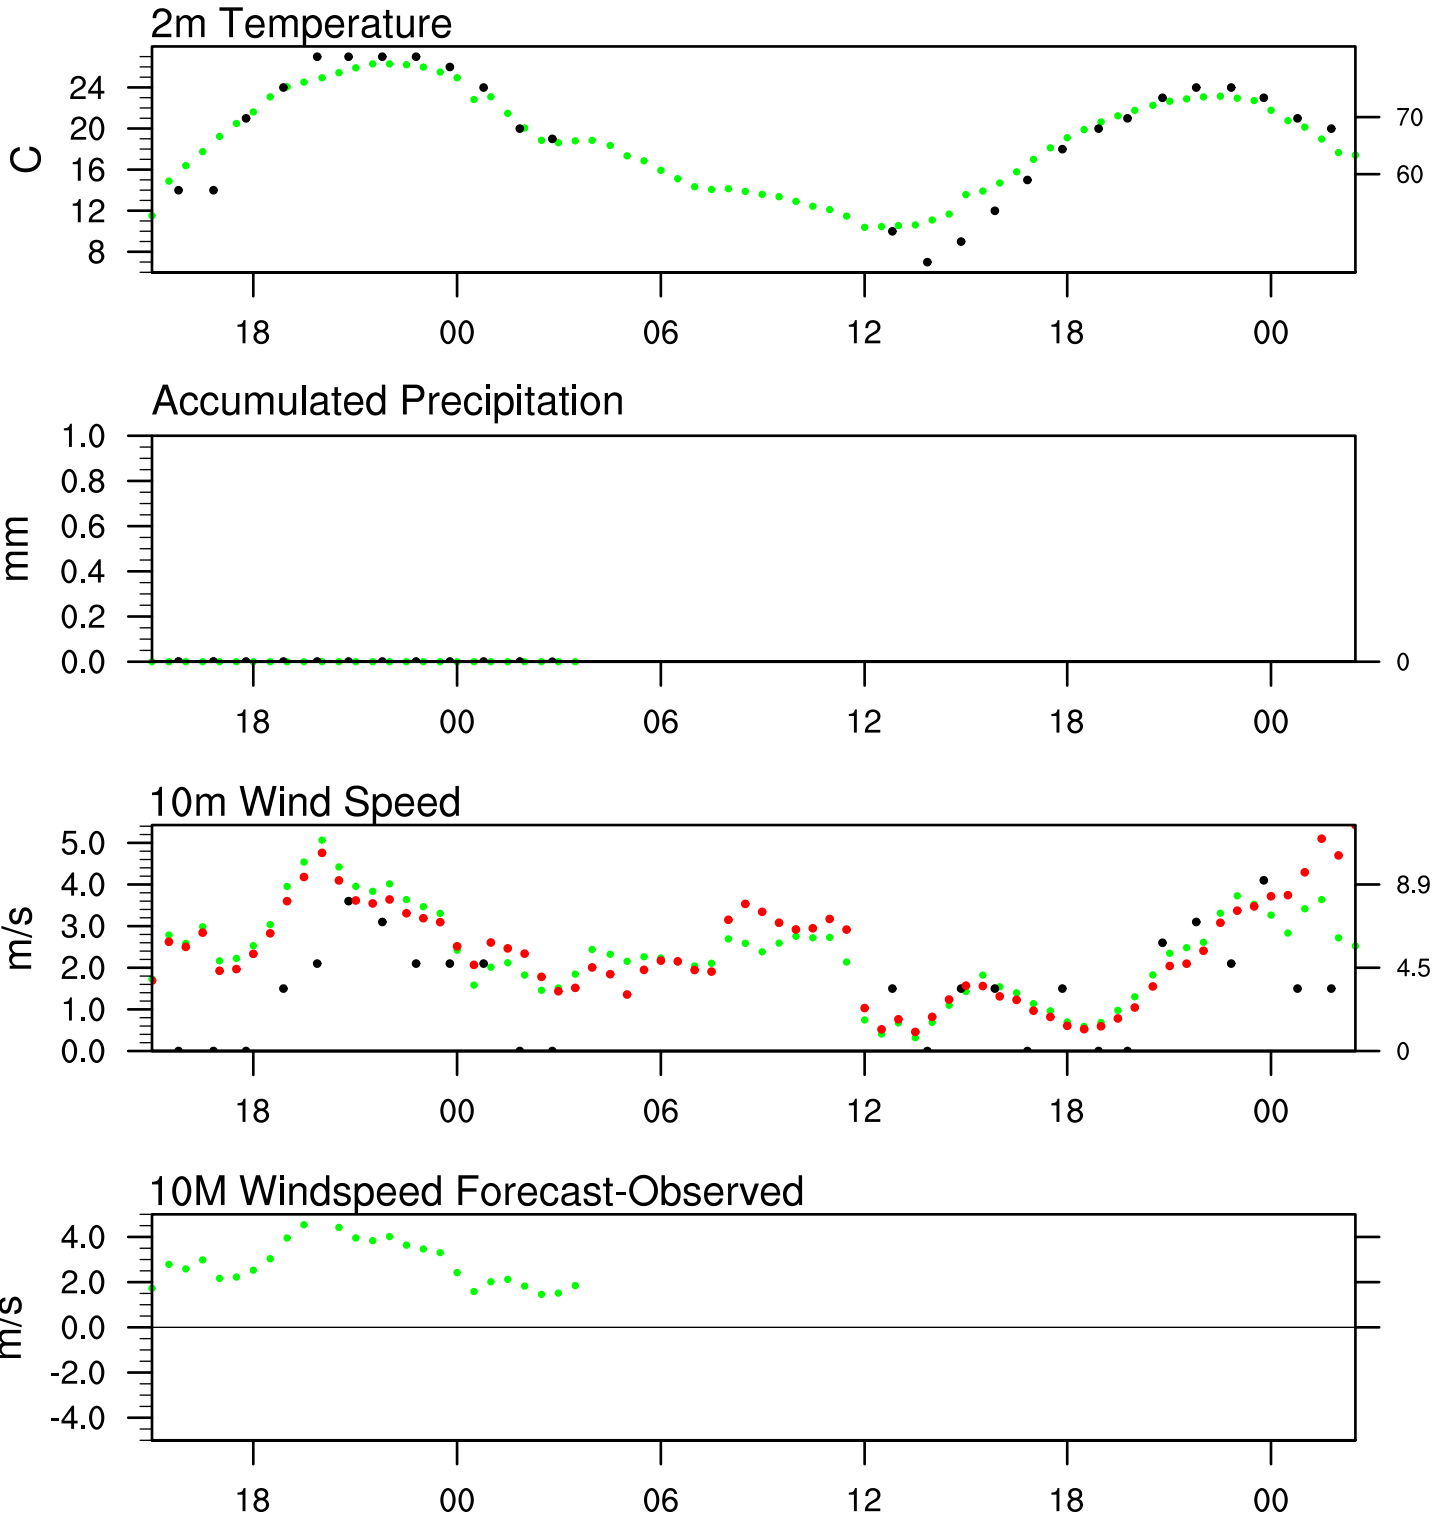 2m Temperature
C
24
20
16
12
8
70
60
18 00 06 12 18 00
Accumulated Precipitation
mm
1.0
0.8
0.6
0.4
0.2
0.0
0
18 00 06 12 18 00
10m Wind Speed
m/s
5.0
4.0
3.0
2.0
1.0
0.0
8.9
4.5
0
18 00 06 12 18 00
10M Windspeed Forecast-Observed
m/s
4.0
2.0
0.0
-2.0
-4.0
18 00 06 12 18 00